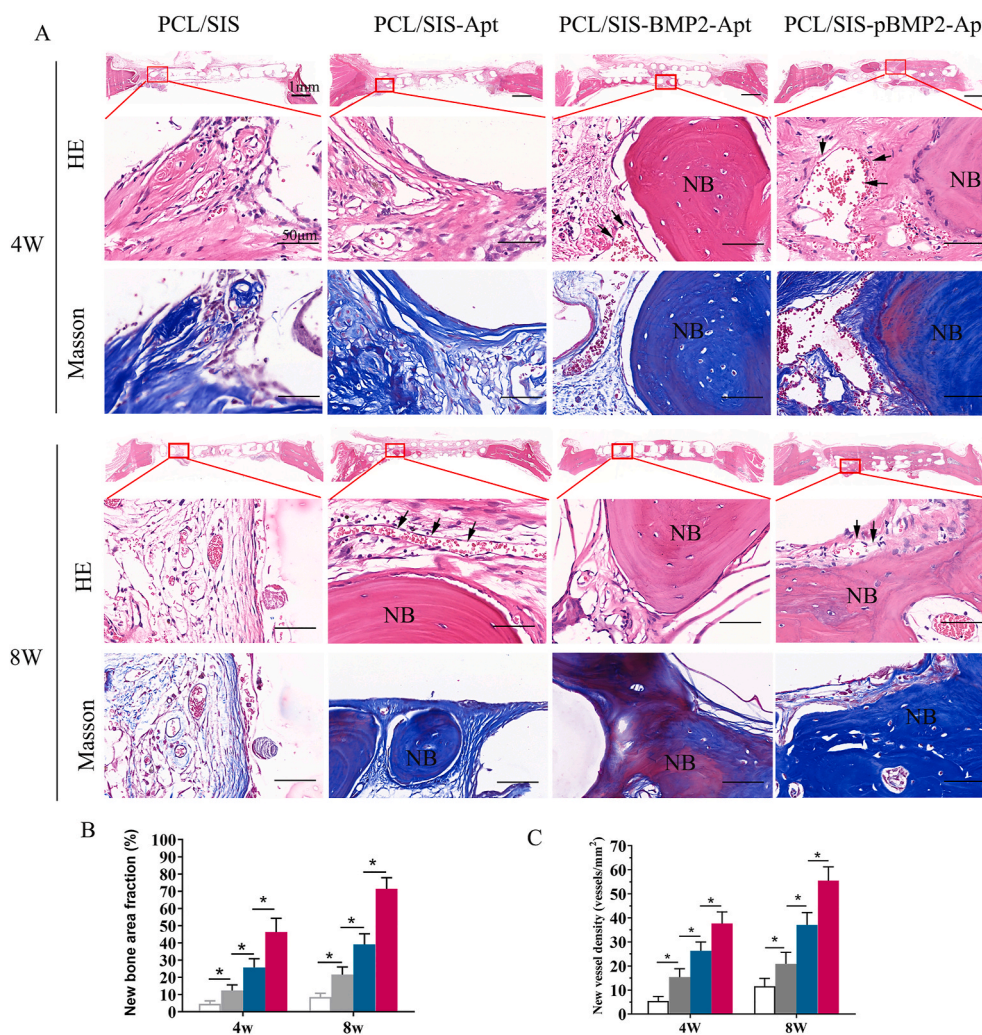 A
PCL/SIS PCL/SIS-Apt PCL/SIS-BMP2-Apt PCL/SIS-pBMP2-Ap
4W
HE
1mm
50μm
NB
NB
Masson
NB
NB
8W
HE
NB
NB
NB
Masson
NB
NB
NB
B
New bone area fraction (%)
100
90
80
70
60
50
40
30
20
10
0
* * * * * *
4w 8w
C
New vessel density (vessels/mm²)
70
60
50
40
30
20
10
0
* * * * * *
4W 8W